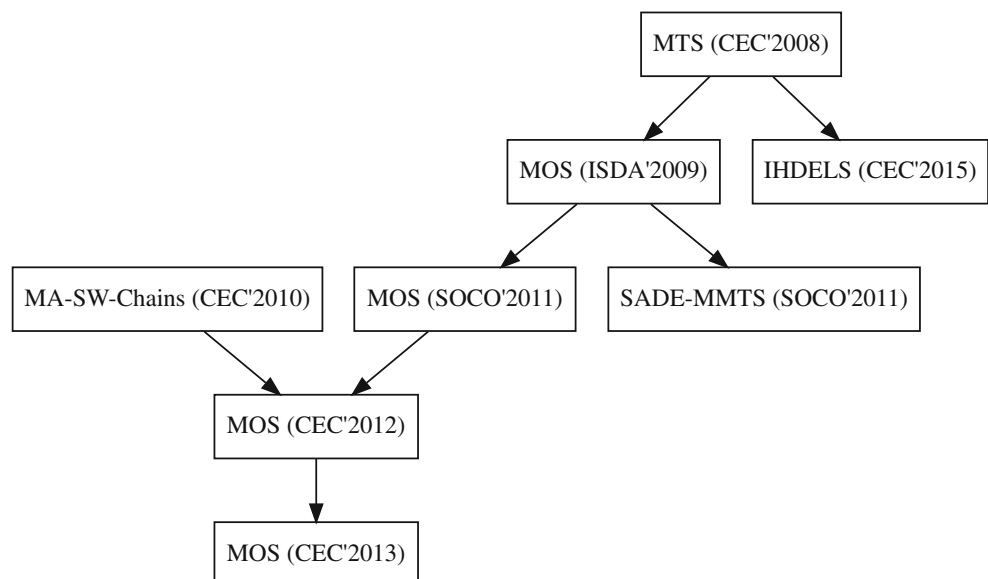 MTS (CEC'2008)
MOS (ISDA'2009)
IHDELS (CEC'2015)
MA-SW-Chains (CEC'2010)
MOS (SOCO'2011)
SADE-MMTS (SOCO'2011)
MOS (CEC'2012)
MOS (CEC'2013)